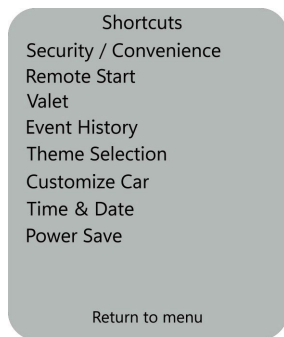 Shortcuts
Security / Convenience
Remote Start
Valet
Event History
Theme Selection
Customize Car
Time & Date
Power Save
Return to menu